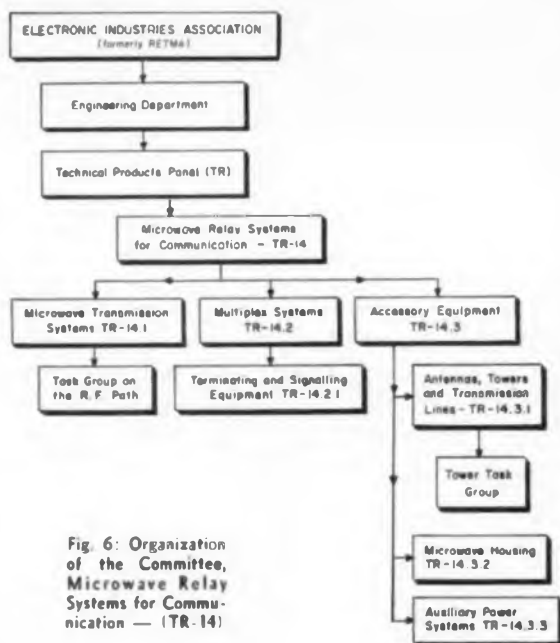 ELECTRONIC INDUSTRIES ASSOCIATION
(formerly RETMA)
Engineering Department
Technical Products Panel (TR)
Microwave Relay Systems
for Communication - TR-14
Microwave Transmission
Systems TR-14.1
Multiplex Systems
TR-14.2
Accessory Equipment
TR-14.3
Task Group on
the R.F. Path
Terminating and Signalling
Equipment TR-14.2.1
Antennas, Towers
and Transmission
Lines- TR-14.3.1
Tower Task
Group
Microwave Housing
TR-14.3.2
Auxiliary Power
Systems TR-14.3.3
Fig. 6: Organization
of the Committee,
Microwave Relay
Systems for Commu-
nication — (TR-14)